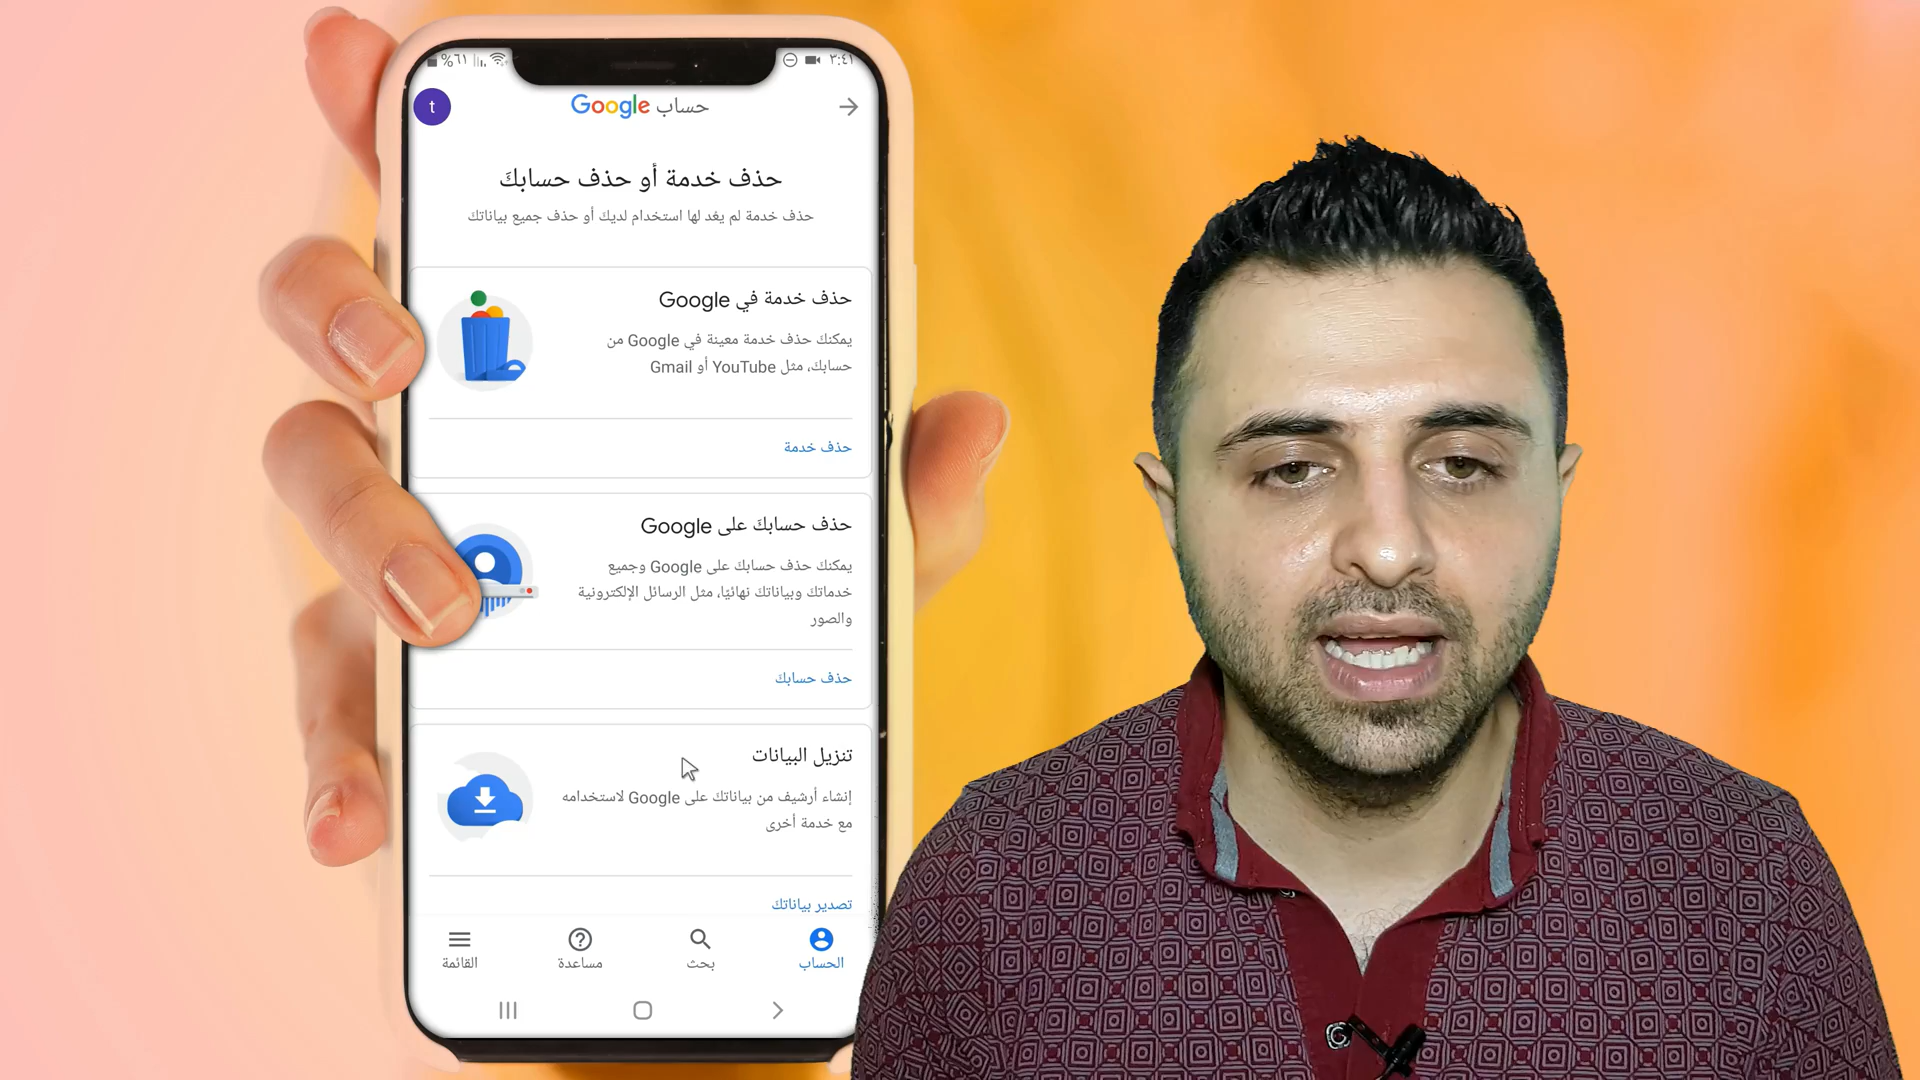 %٦١
٣:٤١
t
حساب Google
حذف خدمة أو حذف حسابكَ
حذف خدمة لم يعُد لها استخدام لديكَ أو حذف جميع بياناتكَ
حذف خدمة في Google
يمكنكَ حذف خدمة معينة في Google من
حسابكَ، مثل YouTube أو Gmail
حذف خدمة
حذف حسابكَ على Google
يمكنكَ حذف حسابكَ على Google وجميع
خدماتكَ وبياناتكَ نهائيًا، مثل الرسائل الإلكترونية
والصور
حذف حسابكَ
تنزيل البيانات
إنشاء أرشيف من بياناتكَ على Google لاستخدامه
مع خدمة أخرى
تصدير بياناتكَ
الحساب
بحث
مساعدة
القائمة